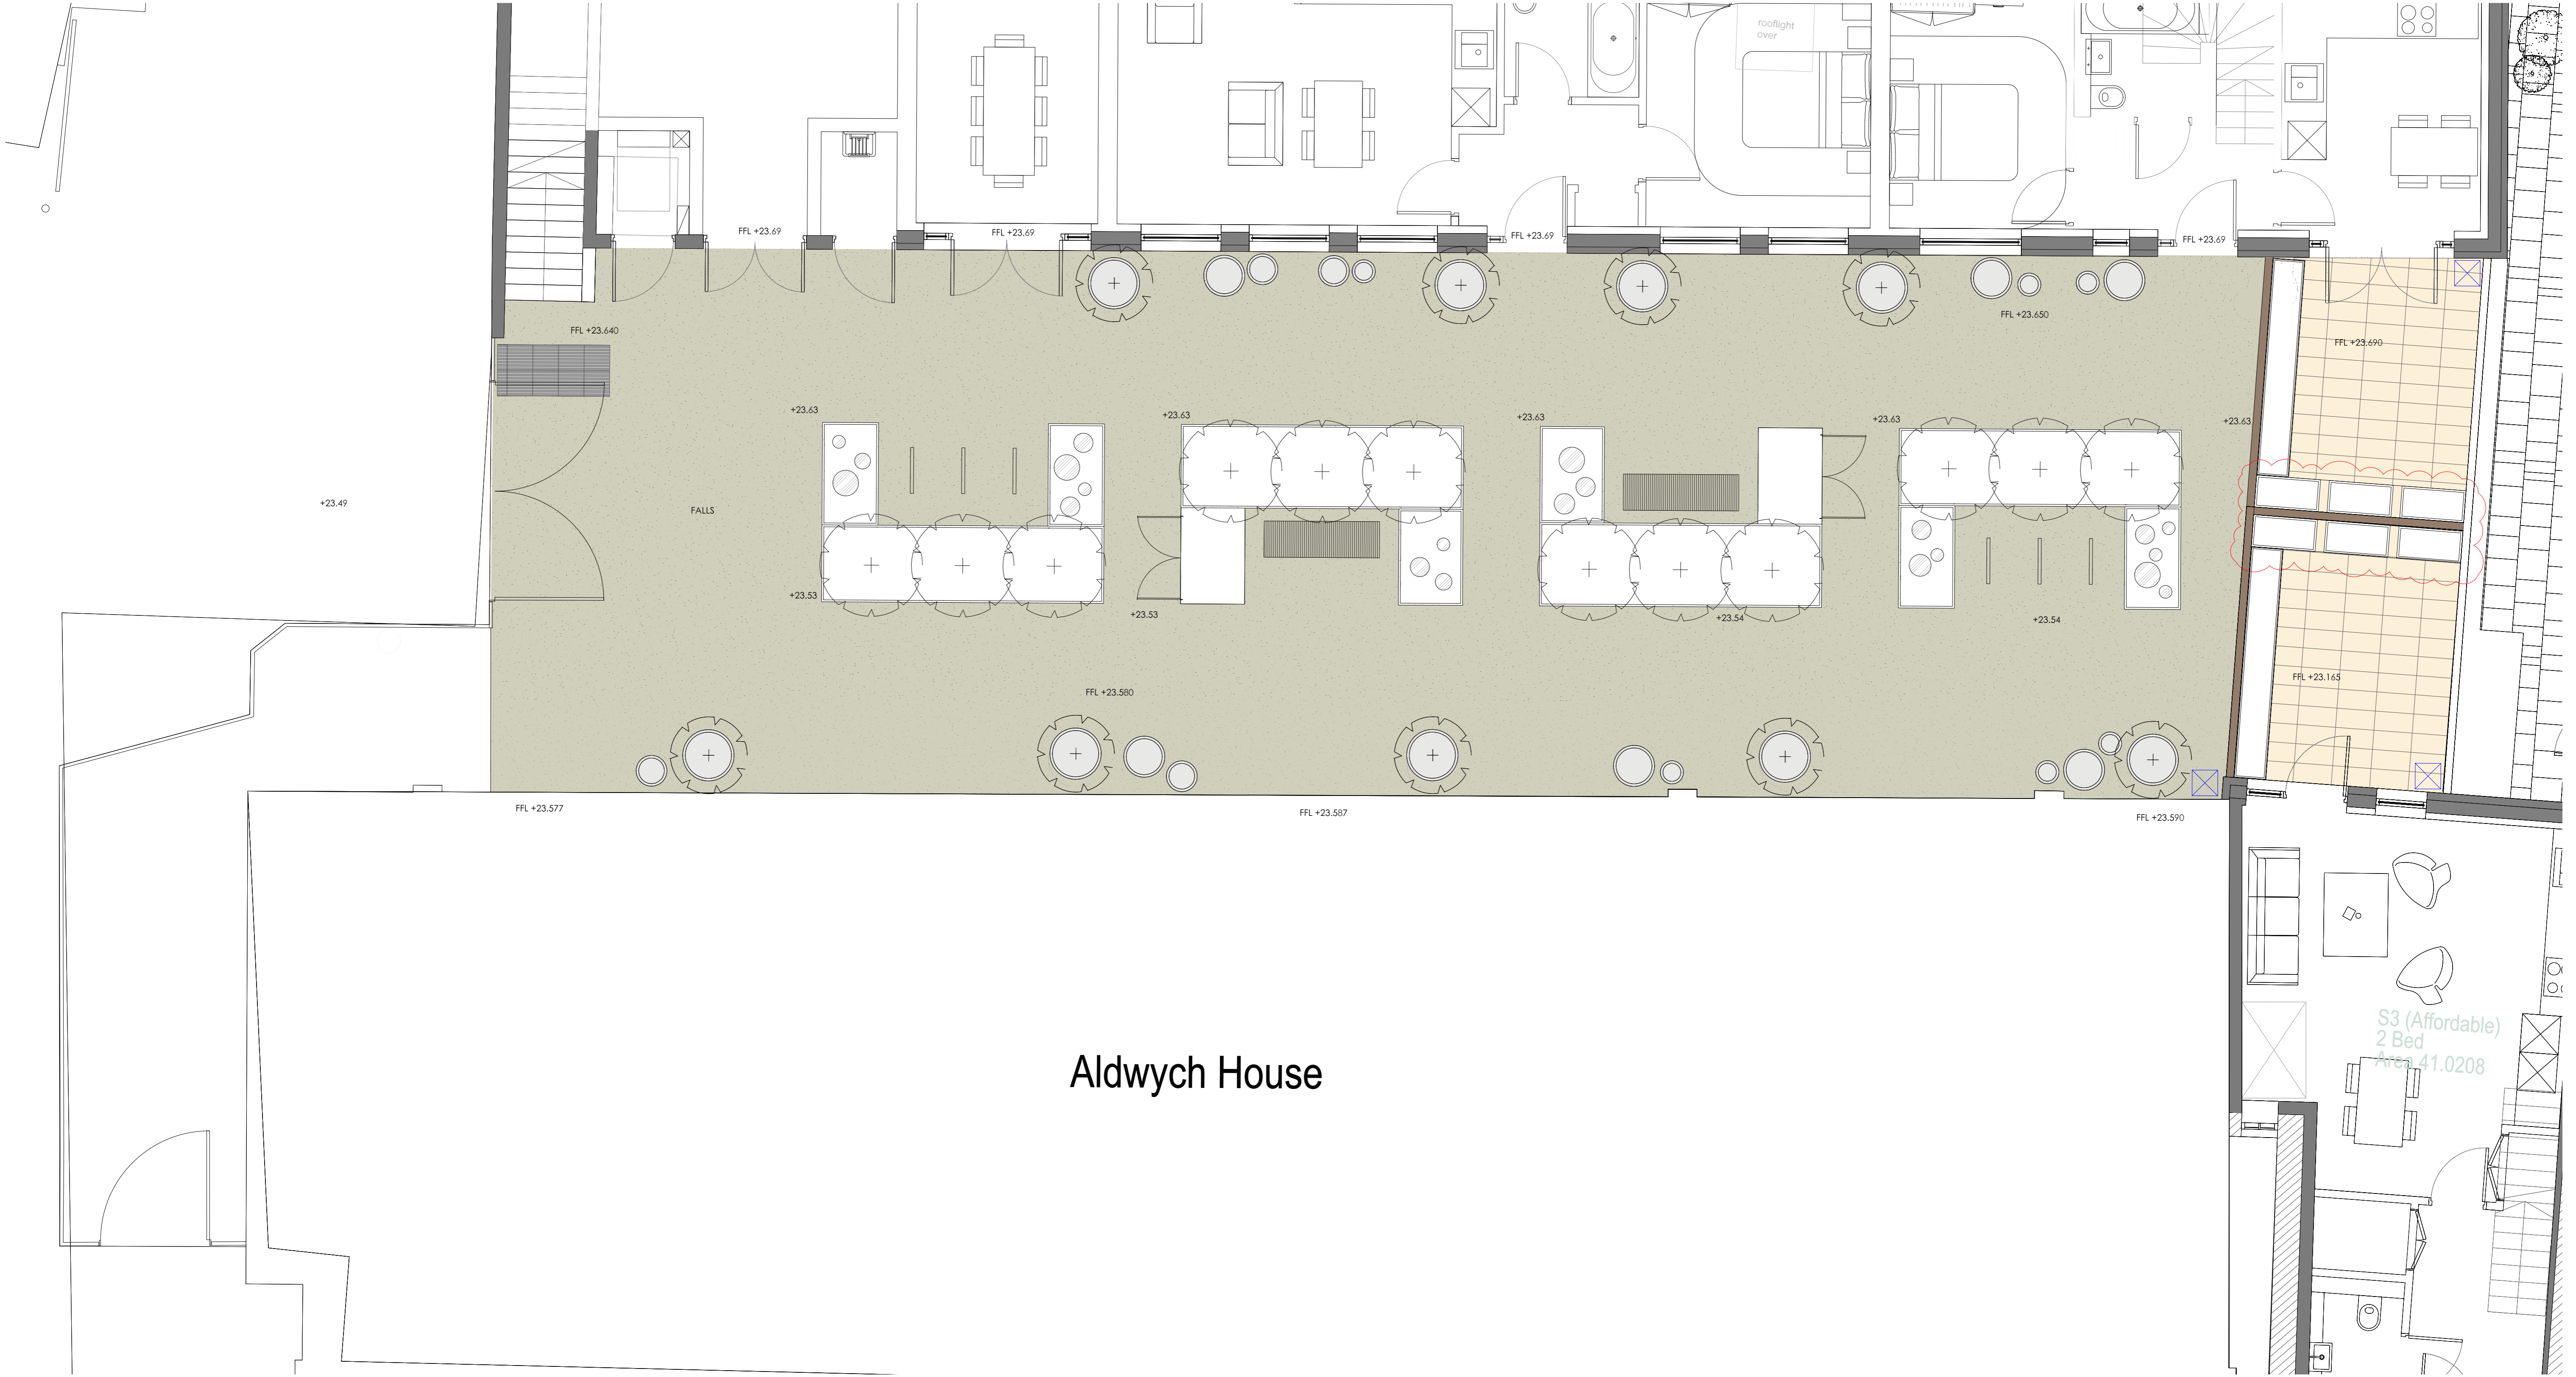 rooflight
over
FFL +23.69
FFL +23.69
FFL +23.69
FFL +23.69
FFL +23.640
FFL +23.650
FFL +23.690
+23.63
+23.63
+23.63
+23.63
+23.63
+23.49
FALLS
+23.53
+23.53
+23.54
+23.54
FFL +23.165
FFL +23.580
FFL +23.577
FFL +23.587
FFL +23.590
Aldwych House
S3 (Affordable)
2 Bed
Area 41.0208